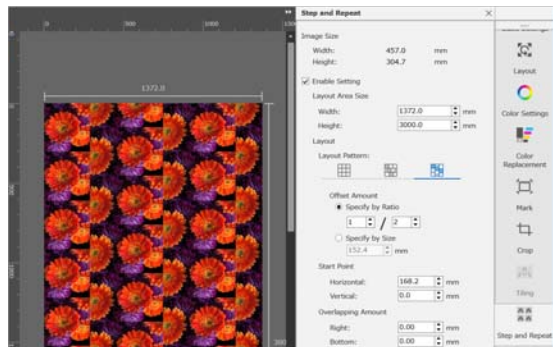 Step and Repeat
Image Size
Width: 457.0 mm
Height: 304.7 mm
Enable Setting
Layout Area Size
Width: 1372.0 mm
Height: 3000.0 mm
Layout
Layout Pattern:
Offset Amount
Specify by Ratio
1 / 2
Specify by Size
152.4 mm
Start Point
Horizontal: 168.2 mm
Vertical: 0.0 mm
Overlapping Amount
Right: 0.00 mm
Bottom: 0.00 mm
0 500 1000
1372.0
Layout
Color Settings
Color
Replacement
Mark
Crop
Tiling
Step and Repeat